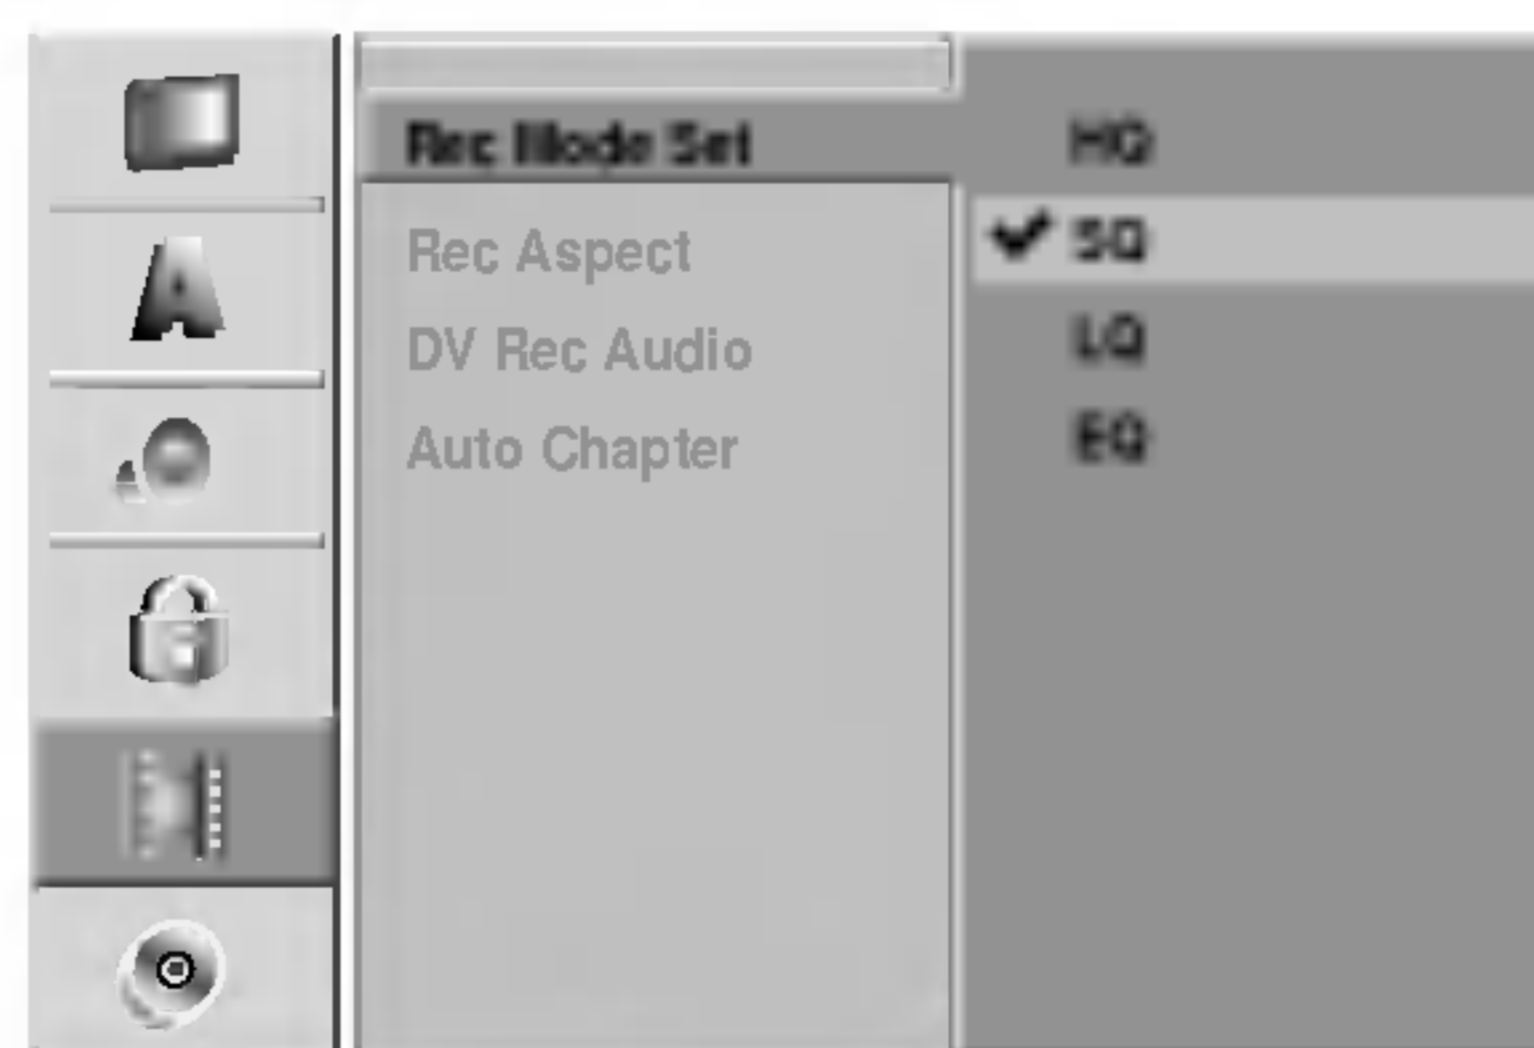 Rec Mode Set
Rec Aspect
DV Rec Audio
Auto Chapter
HQ
SQ
LQ
EQ